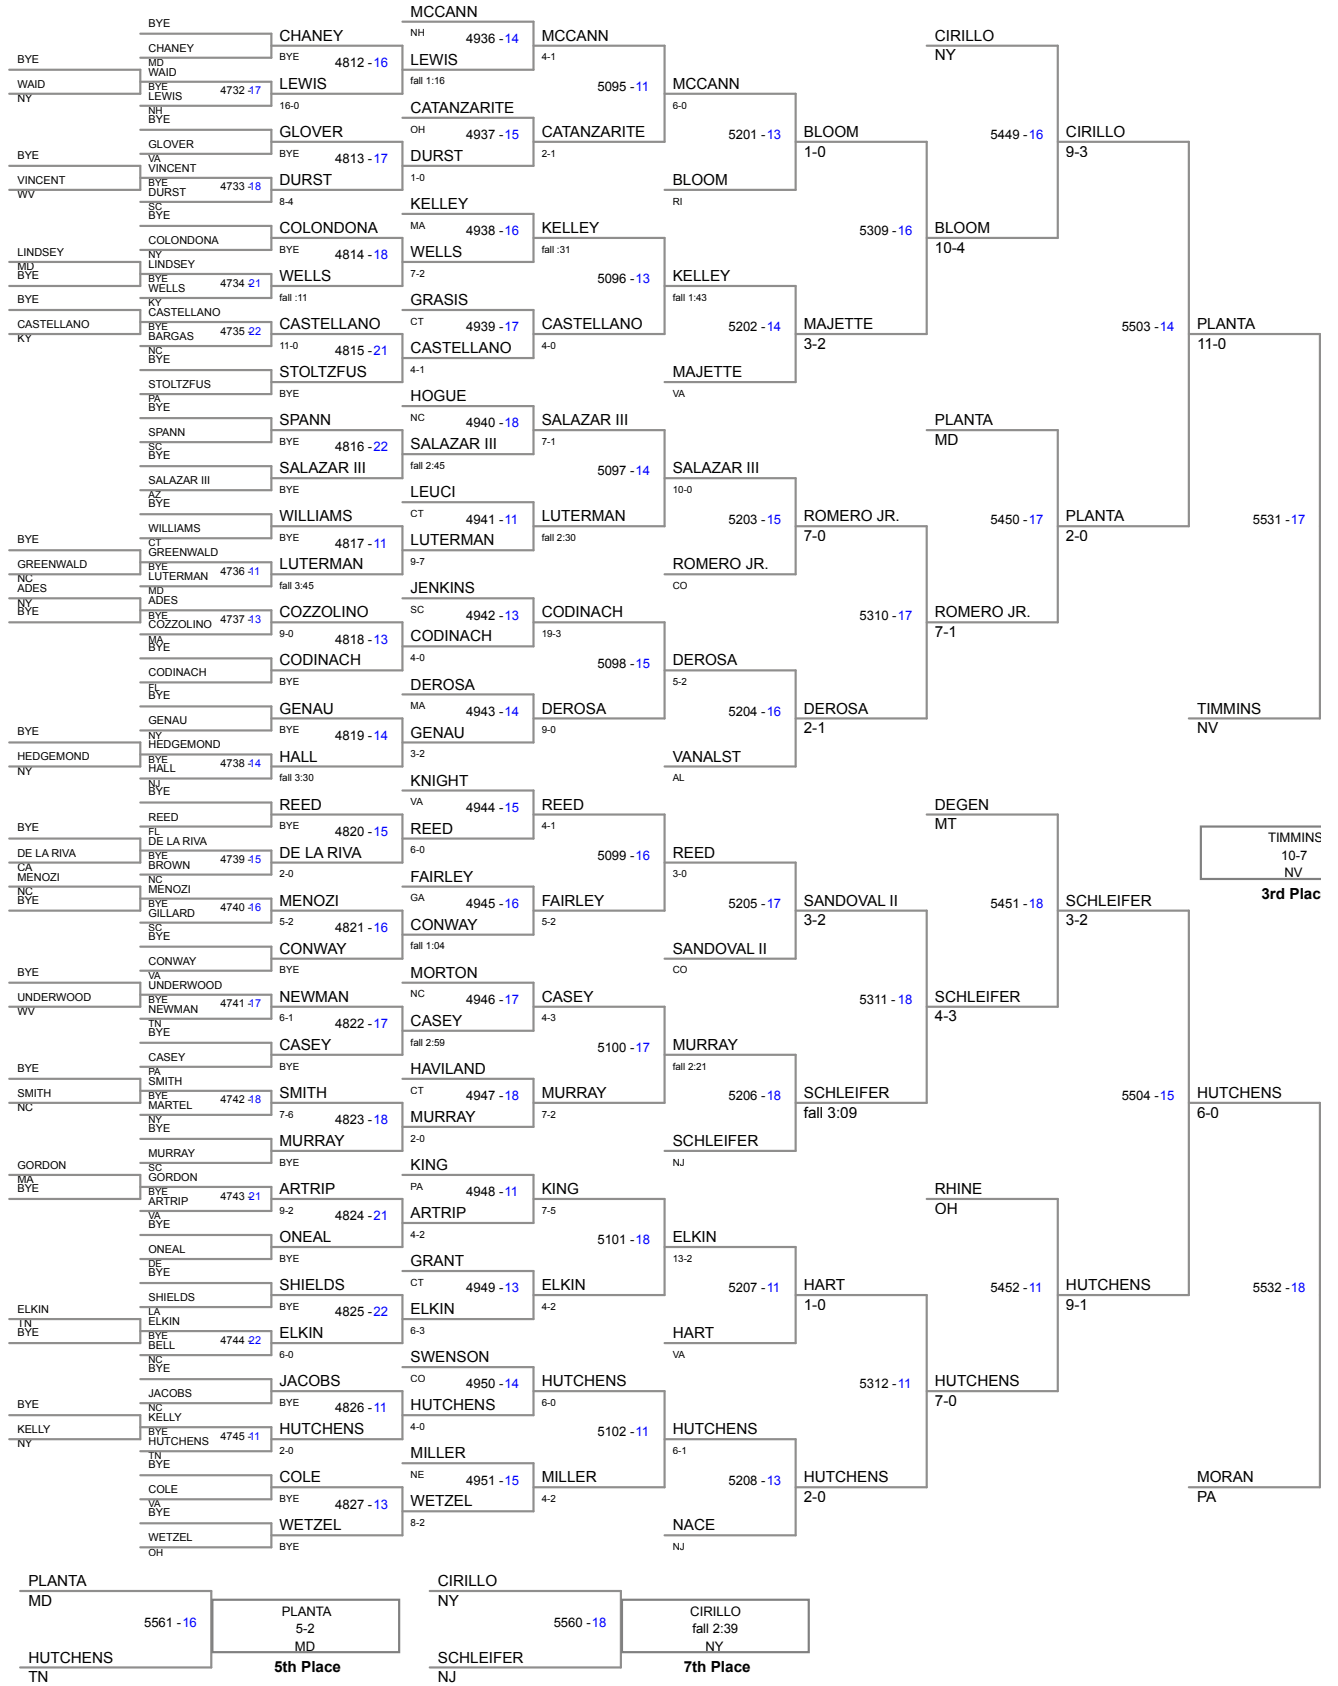 BYE
WAID
NY
BYE
VINCENT
WV
LINDSEY
MD
BYE
BYE
CASTELLANO
KY
BYE
GREENWALD
NC
ADES
NY
BYE
BYE
HEDGEMOND
NY
BYE
DE LA RIVA
CA
MENOZI
NC
BYE
BYE
UNDERWOOD
WV
BYE
SMITH
NC
GORDON
MA
BYE
ELKIN
TN
BYE
BYE
KELLY
NY
BYE
CHANEY
MD
WAID
BYE
LEWIS
4732 -17
NH
BYE
GLOVER
VA
VINCENT
BYE
DURST
4733 -18
SC
BYE
COLONDONA
NY
LINDSEY
BYE
WELLS
4734 -21
KY
CASTELLANO
BYE
BARGAS
4735 -22
NC
BYE
STOLTZFUS
PA
BYE
SPANN
SC
BYE
SALAZAR III
AZ
BYE
WILLIAMS
CT
GREENWALD
BYE
LUTERMAN
4736 -11
MD
ADES
BYE
COZZOLINO
4737 -13
MA
BYE
CODINACH
FL
BYE
GENAU
NY
HEDGEMOND
BYE
HALL
4738 -14
NJ
BYE
REED
FL
DE LA RIVA
BYE
BROWN
4739 -15
NC
MENOZI
BYE
GILLARD
4740 -16
SC
BYE
CONWAY
VA
UNDERWOOD
BYE
NEWMAN
4741 -17
TN
BYE
CASEY
PA
SMITH
BYE
MARTEL
4742 -18
NY
BYE
MURRAY
SC
GORDON
BYE
ARTRIP
4743 -21
VA
BYE
ONEAL
DE
BYE
SHIELDS
LA
ELKIN
BYE
BELL
4744 -22
NC
BYE
JACOBS
NC
KELLY
BYE
HUTCHENS
4745 -11
TN
BYE
COLE
VA
BYE
WETZEL
OH
CHANEY
BYE
4812 -16
LEWIS
16-0
GLOVER
BYE
4813 -17
DURST
8-4
COLONDONA
BYE
4814 -18
WELLS
fall :11
CASTELLANO
11-0
4815 -21
STOLTZFUS
BYE
SPANN
BYE
4816 -22
SALAZAR III
BYE
WILLIAMS
BYE
4817 -11
LUTERMAN
fall 3:45
COZZOLINO
9-0
4818 -13
CODINACH
BYE
GENAU
BYE
4819 -14
HALL
fall 3:30
REED
BYE
4820 -15
DE LA RIVA
2-0
MENOZI
5-2
4821 -16
CONWAY
BYE
NEWMAN
6-1
4822 -17
CASEY
BYE
SMITH
7-6
4823 -18
MURRAY
BYE
ARTRIP
9-2
4824 -21
ONEAL
BYE
SHIELDS
BYE
4825 -22
ELKIN
6-0
JACOBS
BYE
4826 -11
HUTCHENS
2-0
COLE
BYE
4827 -13
WETZEL
BYE
MCCANN
NH
4936 -14
LEWIS
fall 1:16
CATANZARITE
OH
4937 -15
DURST
1-0
KELLEY
MA
4938 -16
WELLS
7-2
GRASIS
CT
4939 -17
CASTELLANO
4-1
HOGUE
NC
4940 -18
SALAZAR III
fall 2:45
LEUCI
CT
4941 -11
LUTERMAN
9-7
JENKINS
SC
4942 -13
CODINACH
4-0
DEROSA
MA
4943 -14
GENAU
3-2
KNIGHT
VA
4944 -15
REED
6-0
FAIRLEY
GA
4945 -16
CONWAY
fall 1:04
MORTON
NC
4946 -17
CASEY
fall 2:59
HAVILAND
CT
4947 -18
MURRAY
2-0
KING
PA
4948 -11
ARTRIP
4-2
GRANT
CT
4949 -13
ELKIN
6-3
SWENSON
CO
4950 -14
HUTCHENS
4-0
MILLER
NE
4951 -15
WETZEL
8-2
MCCANN
4-1
5095 -11
CATANZARITE
2-1
KELLEY
fall :31
5096 -13
CASTELLANO
4-0
SALAZAR III
7-1
5097 -14
LUTERMAN
fall 2:30
CODINACH
19-3
5098 -15
DEROSA
9-0
REED
4-1
5099 -16
FAIRLEY
5-2
CASEY
4-3
5100 -17
MURRAY
7-2
KING
7-5
5101 -18
ELKIN
4-2
HUTCHENS
6-0
5102 -11
MILLER
4-2
MCCANN
6-0
5201 -13
BLOOM
RI
KELLEY
fall 1:43
5202 -14
MAJETTE
VA
SALAZAR III
10-0
5203 -15
ROMERO JR.
CO
DEROSA
5-2
5204 -16
VANALST
AL
REED
3-0
5205 -17
SANDOVAL II
CO
MURRAY
fall 2:21
5206 -18
SCHLEIFER
NJ
ELKIN
13-2
5207 -11
HART
VA
HUTCHENS
6-1
5208 -13
NACE
NJ
BLOOM
1-0
5309 -16
MAJETTE
3-2
ROMERO JR.
7-0
5310 -17
DEROSA
2-1
SANDOVAL II
3-2
5311 -18
SCHLEIFER
fall 3:09
HART
1-0
5312 -11
HUTCHENS
2-0
CIRILLO
NY
5449 -16
BLOOM
10-4
PLANTA
MD
5450 -17
ROMERO JR.
7-1
DEGEN
MT
5451 -18
SCHLEIFER
4-3
RHINE
OH
5452 -11
HUTCHENS
7-0
CIRILLO
9-3
5503 -14
PLANTA
2-0
SCHLEIFER
3-2
5504 -15
HUTCHENS
9-1
PLANTA
11-0
5531 -17
TIMMINS
NV
TIMMINS
10-7
NV
3rd Plac
HUTCHENS
6-0
5532 -18
MORAN
PA
PLANTA
MD
5561 -16
HUTCHENS
TN
PLANTA
5-2
MD
5th Place
CIRILLO
NY
5560 -18
SCHLEIFER
NJ
CIRILLO
fall 2:39
NY
7th Place